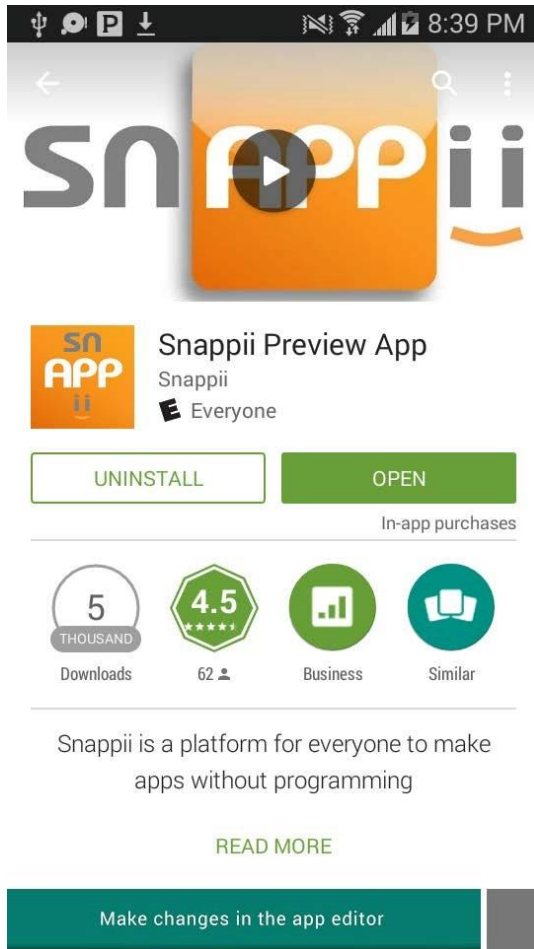 P 8:39 PM
snAPPii
sn
APP
ii
Snappii Preview App
Snappii
E Everyone
UNINSTALL
OPEN
In-app purchases
5
THOUSAND
4.5
Downloads
62
Business
Similar
Snappii is a platform for everyone to make
apps without programming
READ MORE
Make changes in the app editor